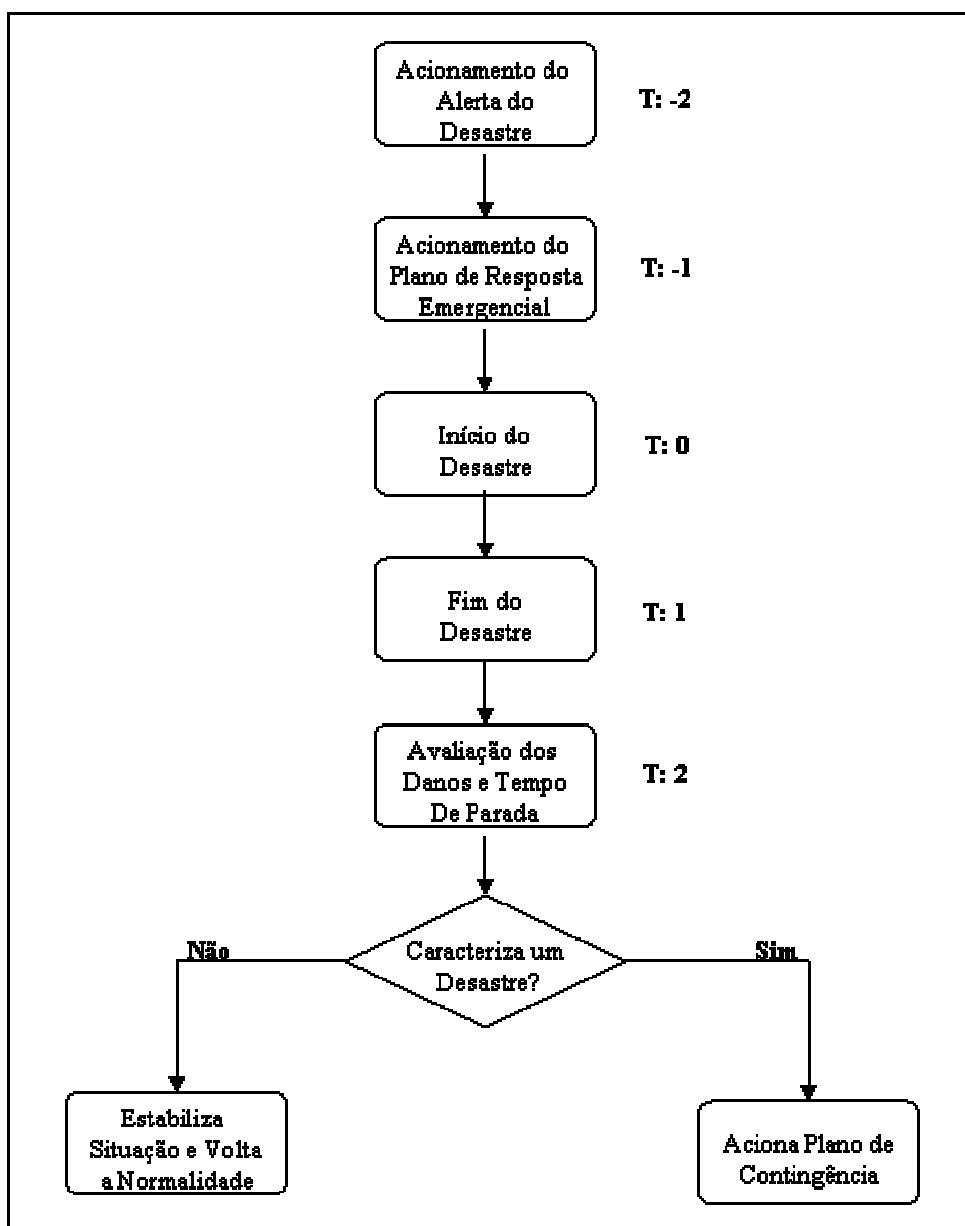 Acionamento do
Alerta do
Desastre
T: -2
Acionamento do
Plano de Resposta
Emergencial
T: -1
Início do
Desastre
T: 0
Fim do
Desastre
T: 1
Avaliação dos
Danos e Tempo
De Parada
T: 2
Caracteriza um
Desastre?
Não
Sim
Estabiliza
Situação e Volta
a Normalidade
Aciona Plano de
Contingência